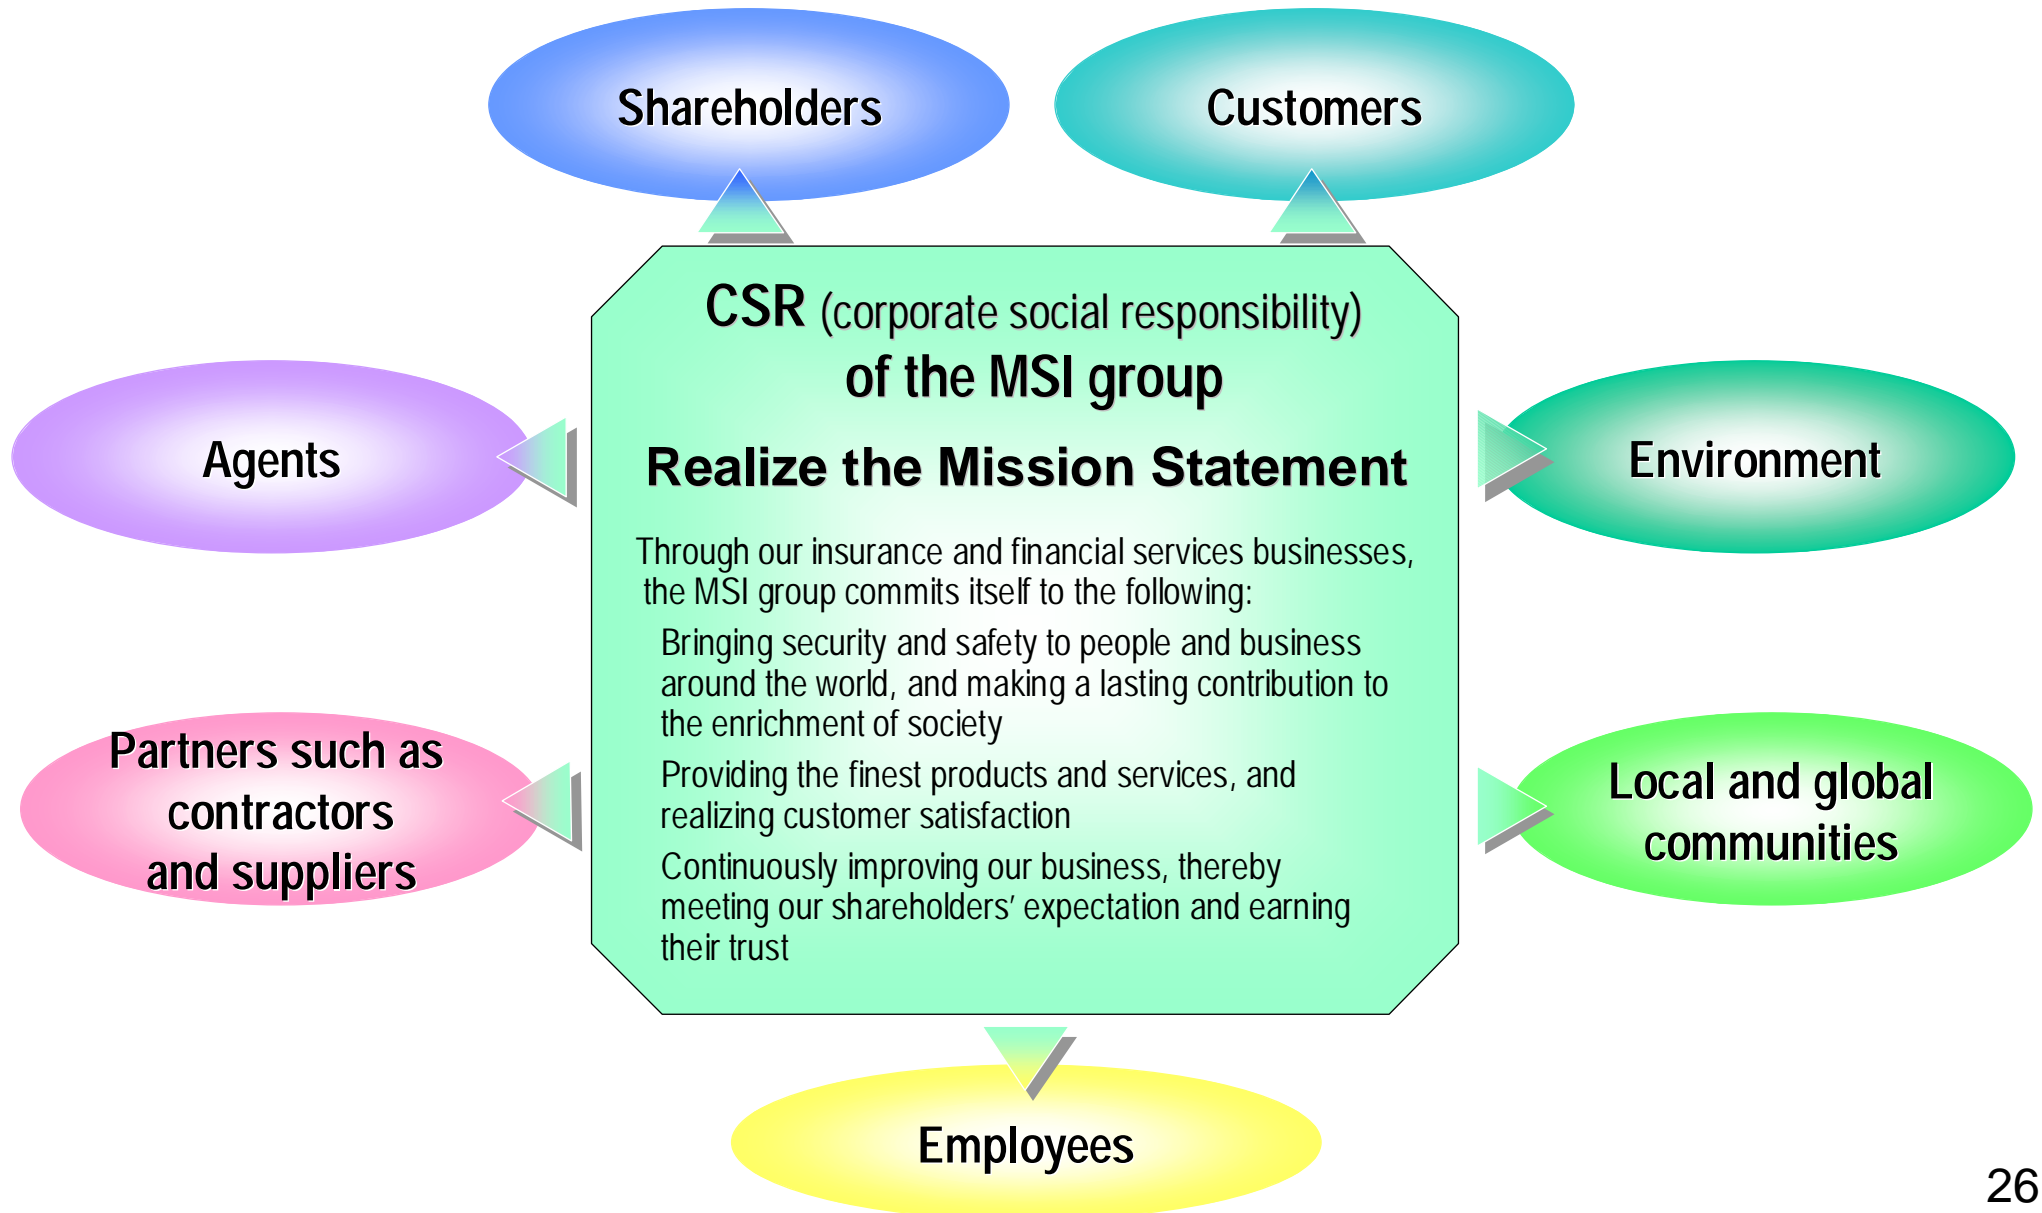 Shareholders
Customers
CSR (corporate social responsibility)
of the MSI group
Realize the Mission Statement
Through our insurance and financial services businesses,
the MSI group commits itself to the following:
Bringing security and safety to people and business
around the world, and making a lasting contribution to
the enrichment of society
Providing the finest products and services, and
realizing customer satisfaction
Continuously improving our business, thereby
meeting our shareholders’ expectation and earning
their trust
Agents
Environment
Partners such as
contractors
and suppliers
Local and global
communities
Employees
26